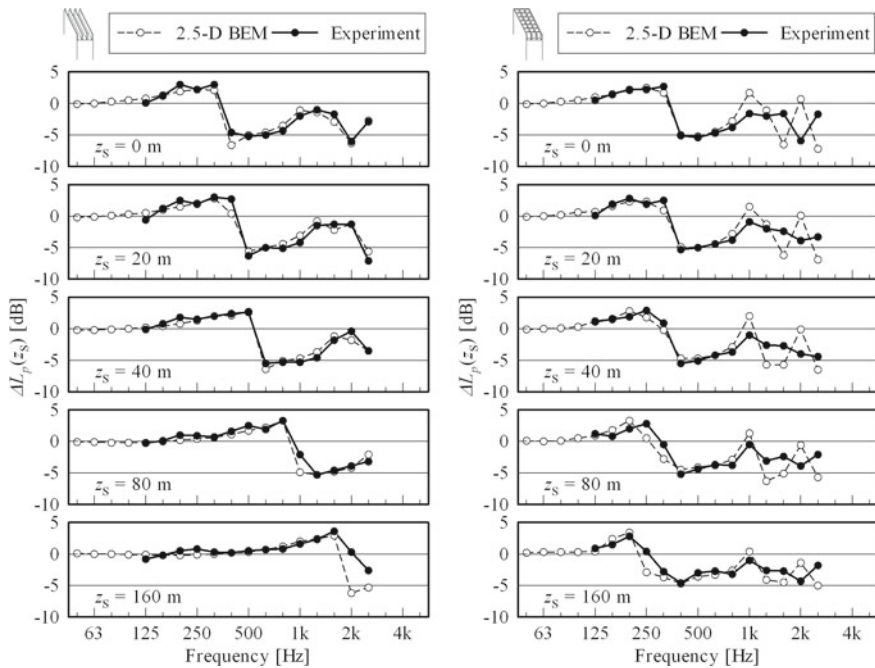 2.5-D BEM Experiment
5
0
-5
-10
z_S = 0 m
5
0
-5
-10
z_S = 20 m
5
0
-5
-10
z_S = 40 m
5
0
-5
-10
z_S = 80 m
5
0
-5
-10
z_S = 160 m
ΔL_p(z_S) [dB]
63 125 250 500 1k 2k 4k
Frequency [Hz]
2.5-D BEM Experiment
5
0
-5
-10
z_S = 0 m
5
0
-5
-10
z_S = 20 m
5
0
-5
-10
z_S = 40 m
5
0
-5
-10
z_S = 80 m
5
0
-5
-10
z_S = 160 m
ΔL_p(z_S) [dB]
63 125 250 500 1k 2k 4k
Frequency [Hz]